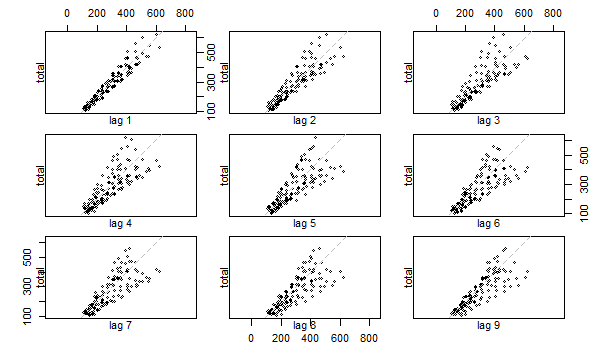 0 200 400 600 800 0 200 400 600 800
total total total 100 300 500
lag 1 lag 2 lag 3
total total total 100 300 500
lag 4 lag 5 lag 6
100 300 500 total total total
lag 7 lag 8 lag 9
0 200 400 600 800